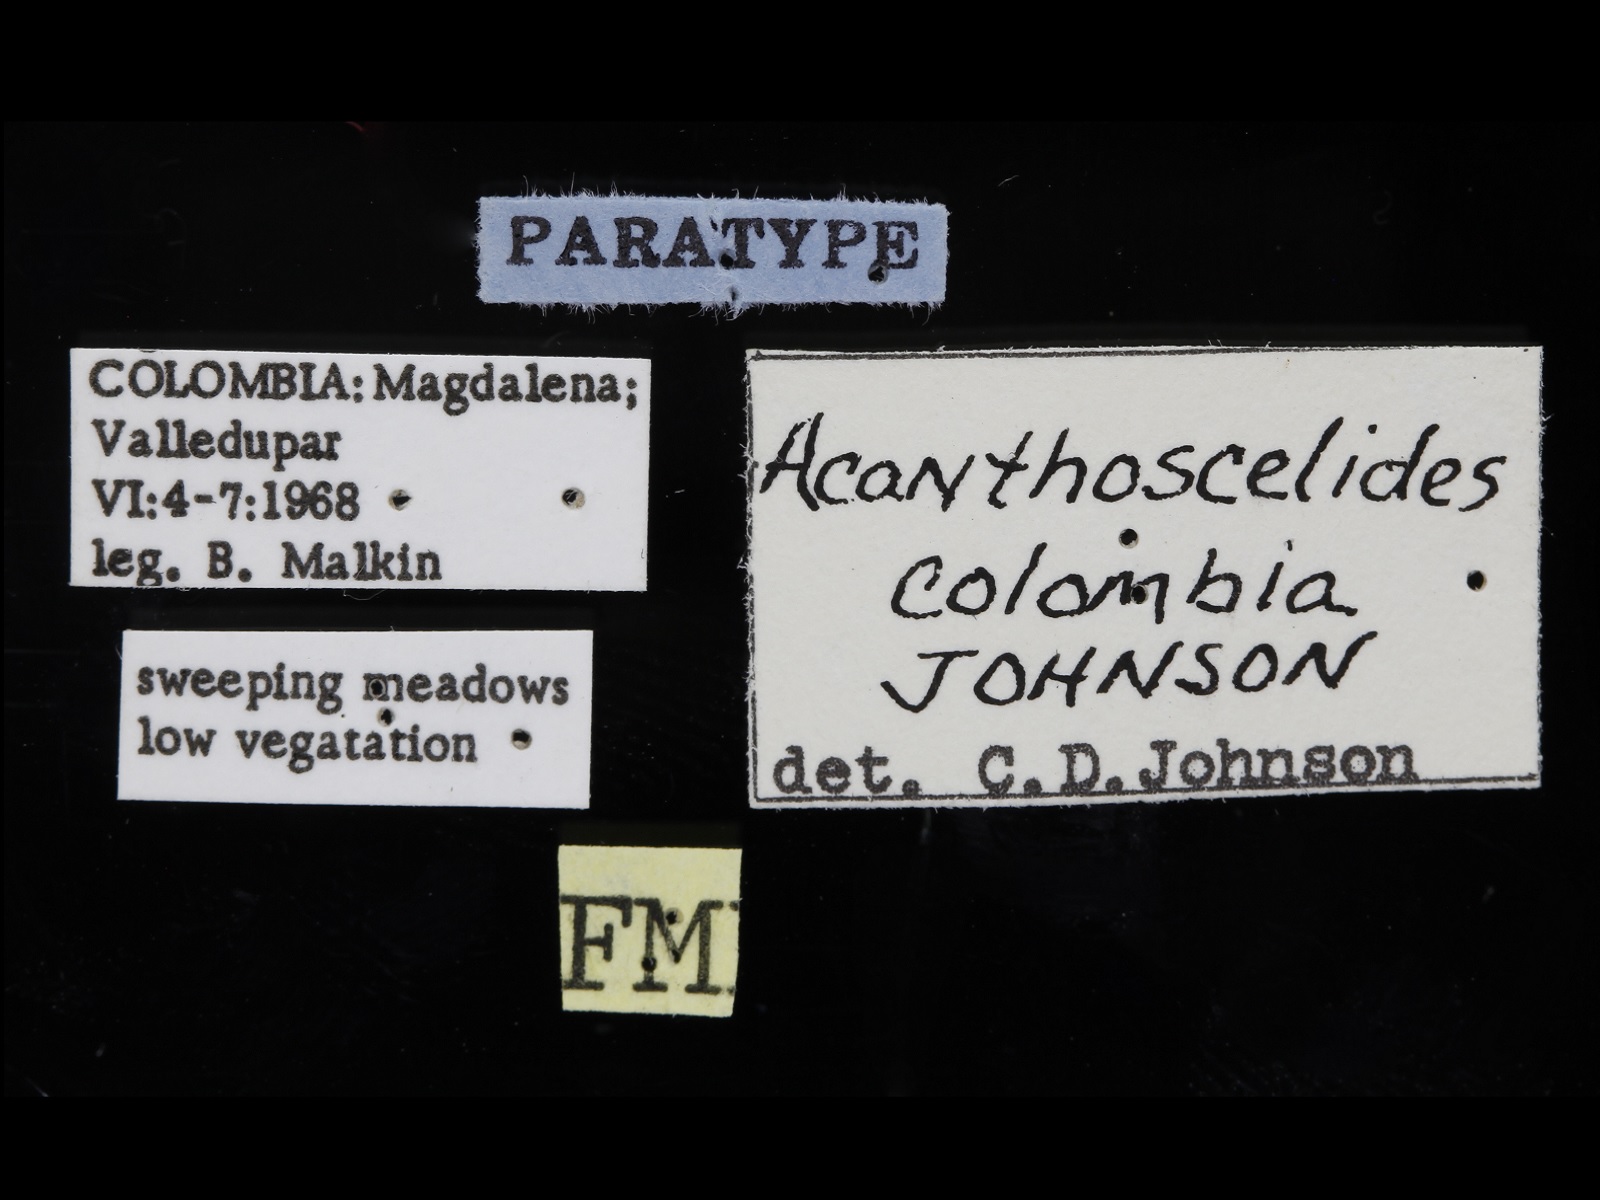 PARATYPE
COLOMBIA: Magdalena;
Valledupar
VI:4-7:1968
leg. B. Malkin
sweeping meadows
low vegatation
Acanthoscelides
colombia
JOHNSON
det. C.D.Johnson
FM